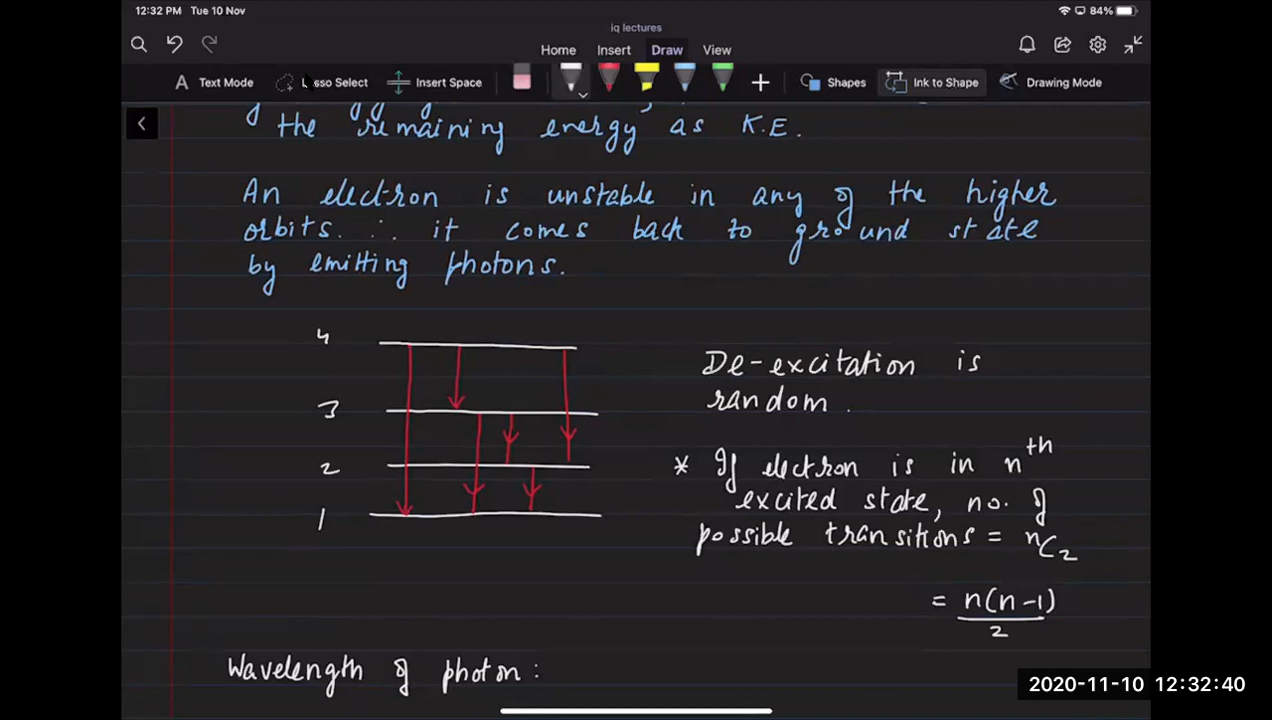 12:32 PM Tue 10 Nov
84%
iq lectures
Home Insert Draw View
Text Mode Lasso Select Insert Space Shapes Ink to Shape Drawing Mode
the remaining energy as K.E.
An electron is unstable in any of the higher
orbits. ∴ it comes back to ground state
by emitting photons.
4
3
2
1
De-excitation is
random.
* If electron is in nth
excited state, no. of
possible transitions = nC2
= n(n-1)
2
Wavelength of photon:
2020-11-10 12:32:40